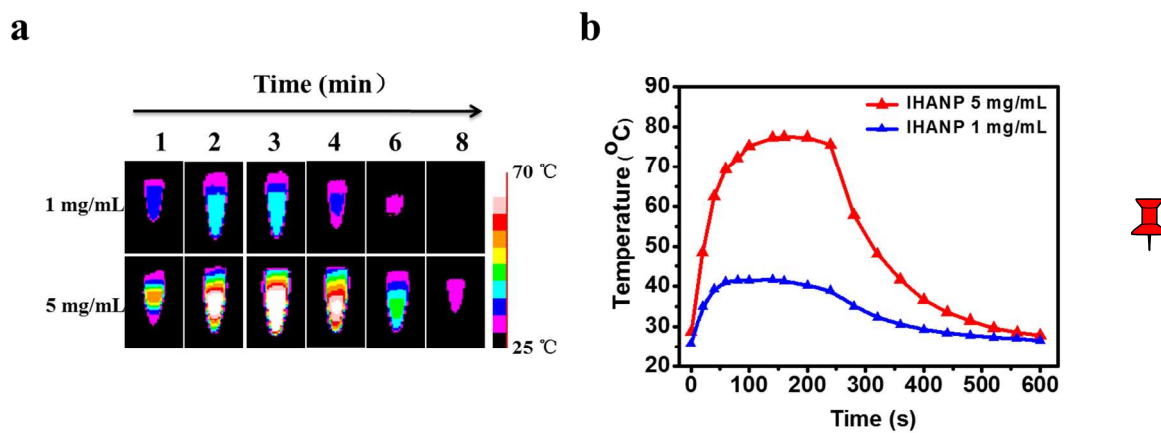 a
Time (min）
1 2 3 4 6 8
1 mg/mL
5 mg/mL
70 ℃
25 ℃
b
90
80
70
60
50
40
30
20
Temperature (°C)
IHANP 5 mg/mL
IHANP 1 mg/mL
0 100 200 300 400 500 600
Time (s)